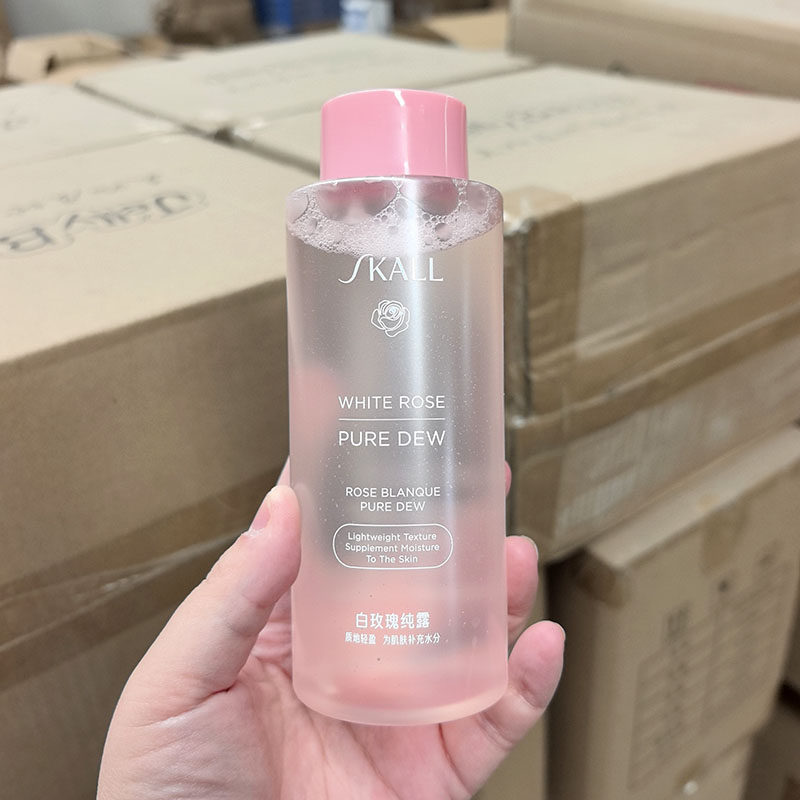 SKALL
WHITE ROSE
PURE DEW
ROSE BLANQUE
PURE DEW
Lightweight Texture
Supplement Moisture
To The Skin
白玫瑰纯露
质地轻盈 为肌肤补充水分